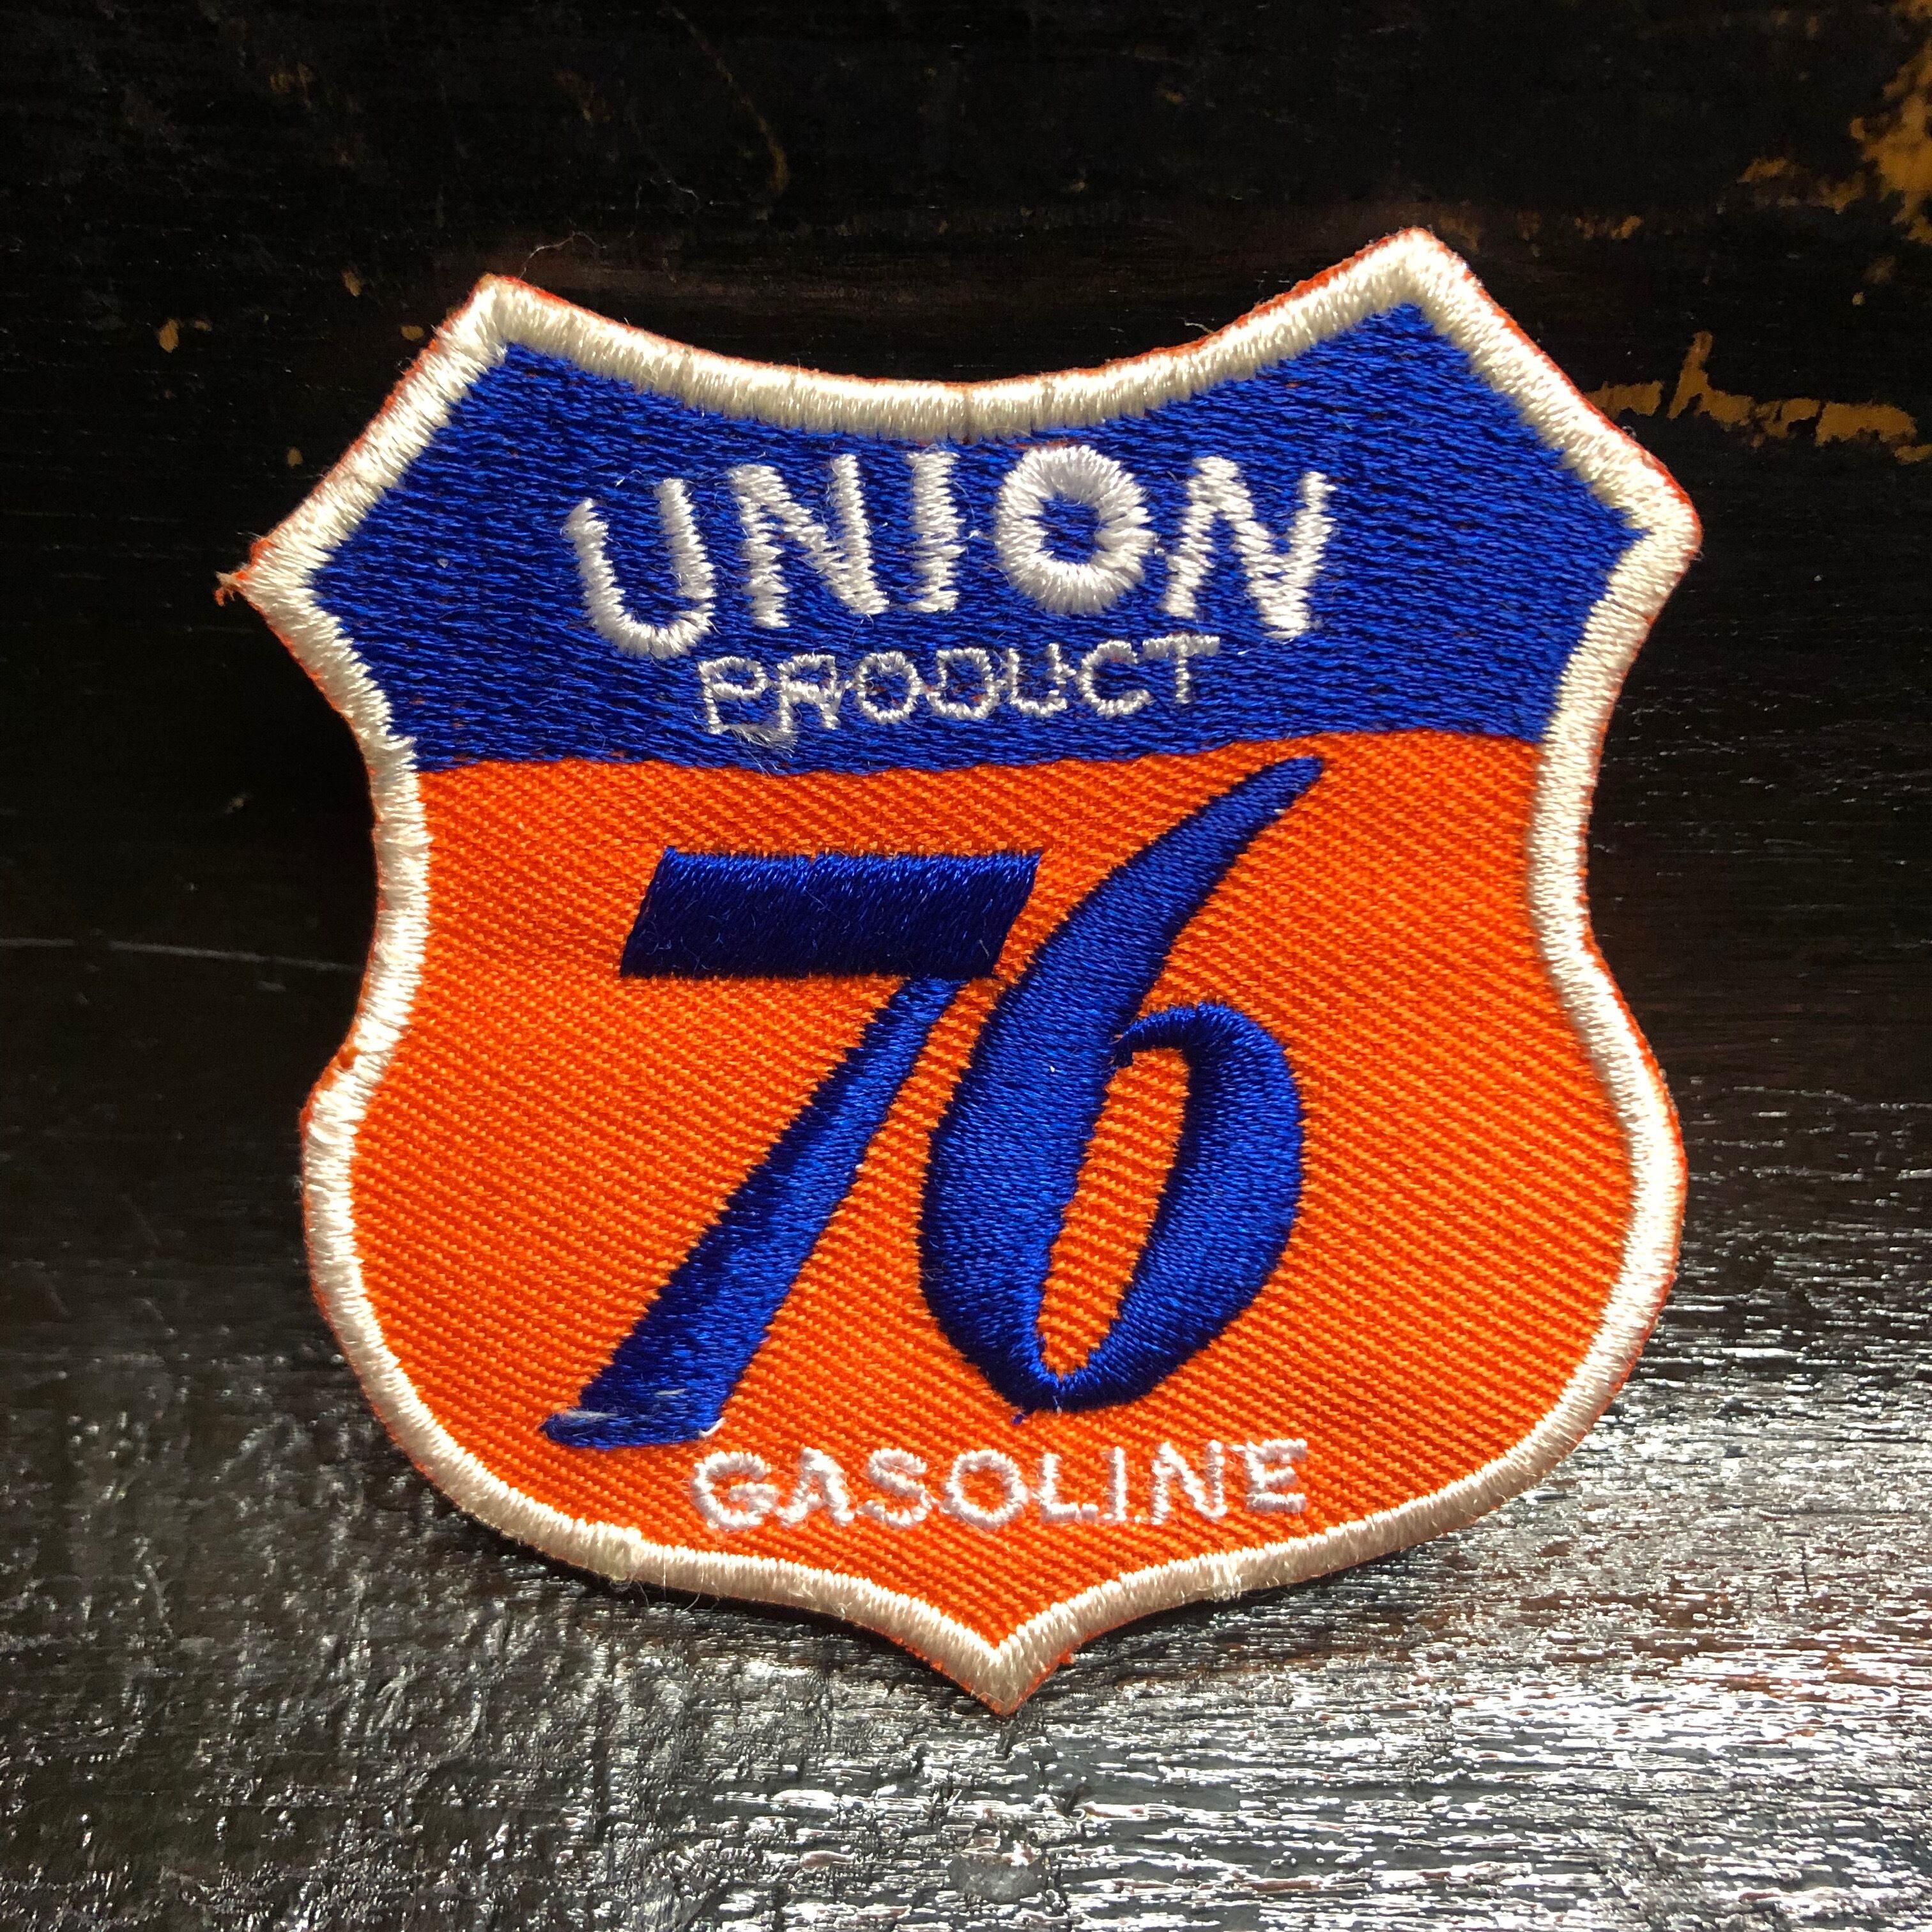 UNION
PRODUCT
76
GASOLINE